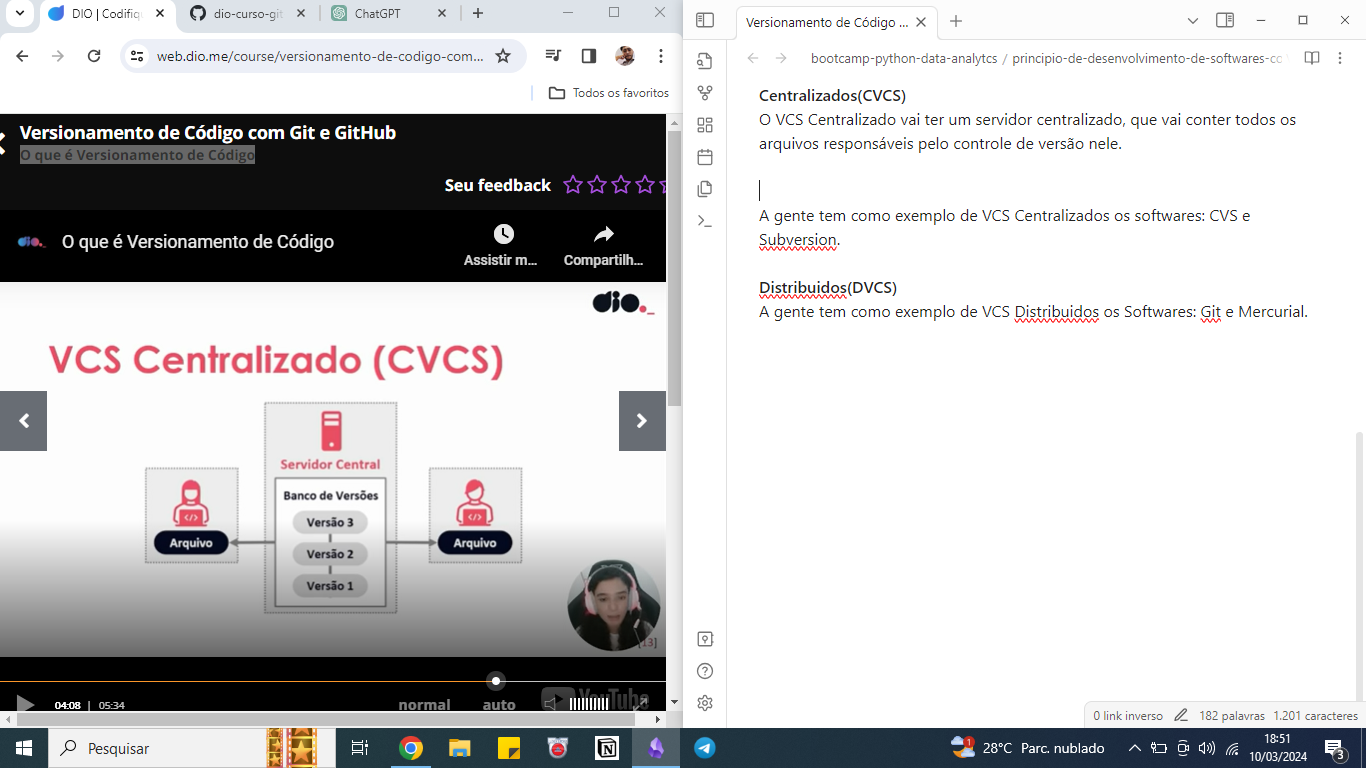 DIO | Codifiq
dio-curso-git
ChatGPT
web.dio.me/course/versionamento-de-codigo-com...
Todos os favoritos
Versionamento de Código com Git e GitHub
O que é Versionamento de Código
Seu feedback
dio._
O que é Versionamento de Código
Assistir m...
Compartilh...
dio._
VCS Centralizado (CVCS)
Servidor Central
Banco de Versões
Versão 3
Versão 2
Versão 1
Arquivo
Arquivo
[13]
04:08 | 05:34
normal
auto
YouTube
Versionamento de Código ...
bootcamp-python-data-analytcs / principio-de-desenvolvimento-de-softwares-co
Centralizados(CVCS)
O VCS Centralizado vai ter um servidor centralizado, que vai conter todos os
arquivos responsáveis pelo controle de versão nele.
A gente tem como exemplo de VCS Centralizados os softwares: CVS e
Subversion.
Distribuidos(DVCS)
A gente tem como exemplo de VCS Distribuidos os Softwares: Git e Mercurial.
0 link inverso
182 palavras
1.201 caracteres
Pesquisar
28°C Parc. nublado
18:51
10/03/2024
3